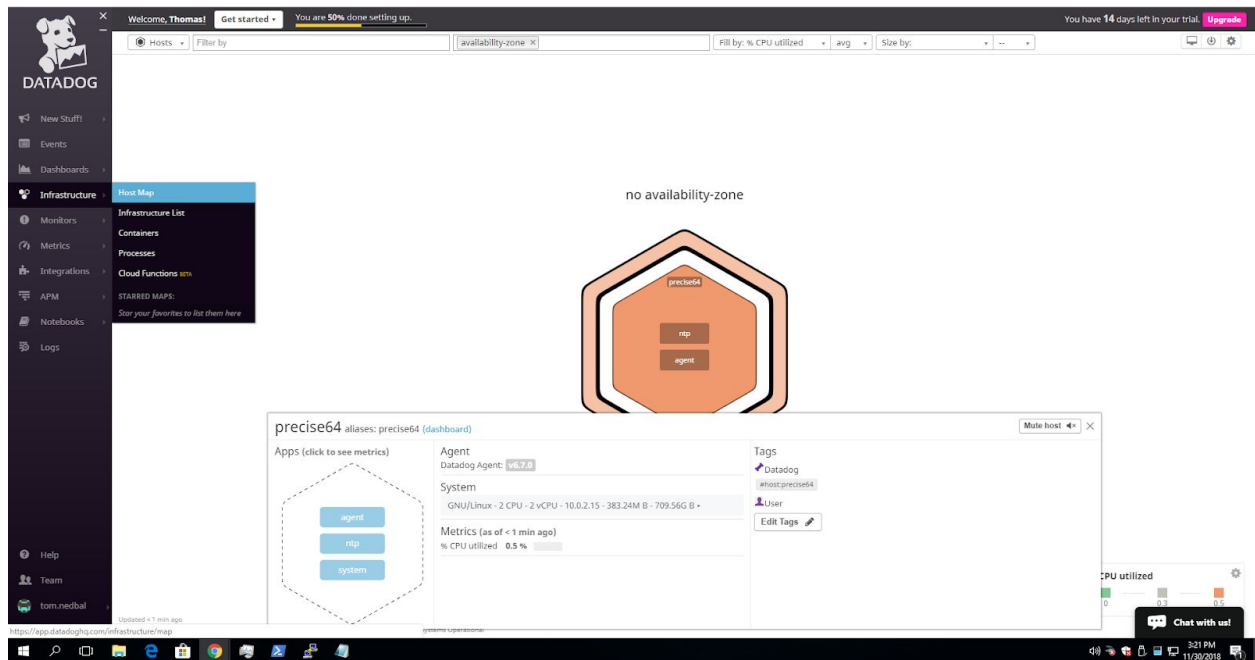 Welcome, Thomas!
Get started
You are 50% done setting up.
You have 14 days left in your trial.
Upgrade
Hosts
Filter by
availability-zone ×
Fill by: % CPU utilized
avg
Size by:
--
DATADOG
New Stuff!
Events
Dashboards
Infrastructure
Monitors
Metrics
Integrations
APM
Notebooks
Logs
Host Map
Infrastructure List
Containers
Processes
Cloud Functions BETA
STARRED MAPS:
Star your favorites to list them here
no availability-zone
precise64
ntp
agent
precise64 aliases: precise64 (dashboard)
Mute host
Apps (click to see metrics)
agent
ntp
system
Agent
Datadog Agent: v6.7.0
System
GNU/Linux - 2 CPU - 2 vCPU - 10.0.2.15 - 383.24M B - 709.56G B
Metrics (as of < 1 min ago)
% CPU utilized 0.5 %
Tags
Datadog
#host:precise64
User
Edit Tags
CPU utilized
0 0.3 0.5
Help
Team
tom.nedbal
Updated < 1 min ago
https://app.datadoghq.com/infrastructure/map
Systems Operational
Chat with us!
3:21 PM
11/30/2018